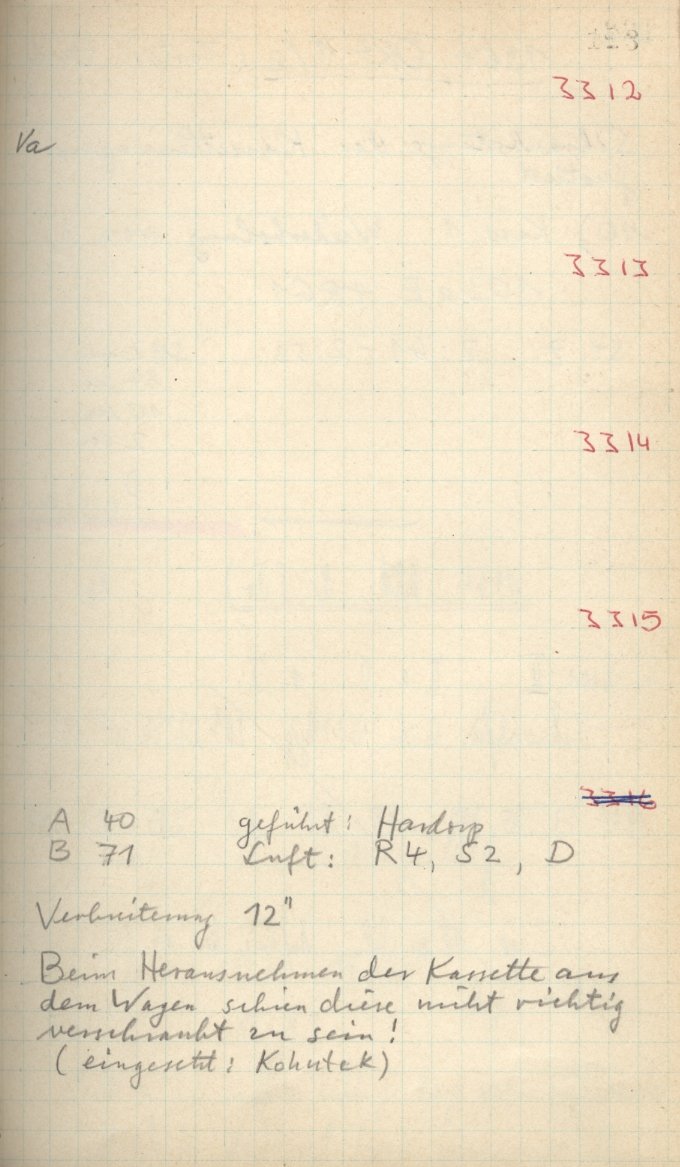 3312
Va
3313
3314
3315
3316
A 40 geführt: Hardorp
B 71 Luft: R4, S2, D
Verbreiterung 12"
Beim Herausnehmen der Kassette aus
dem Wagen schien diese nicht richtig
verschraubt zu sein!
(eingesetzt: Kohutek)